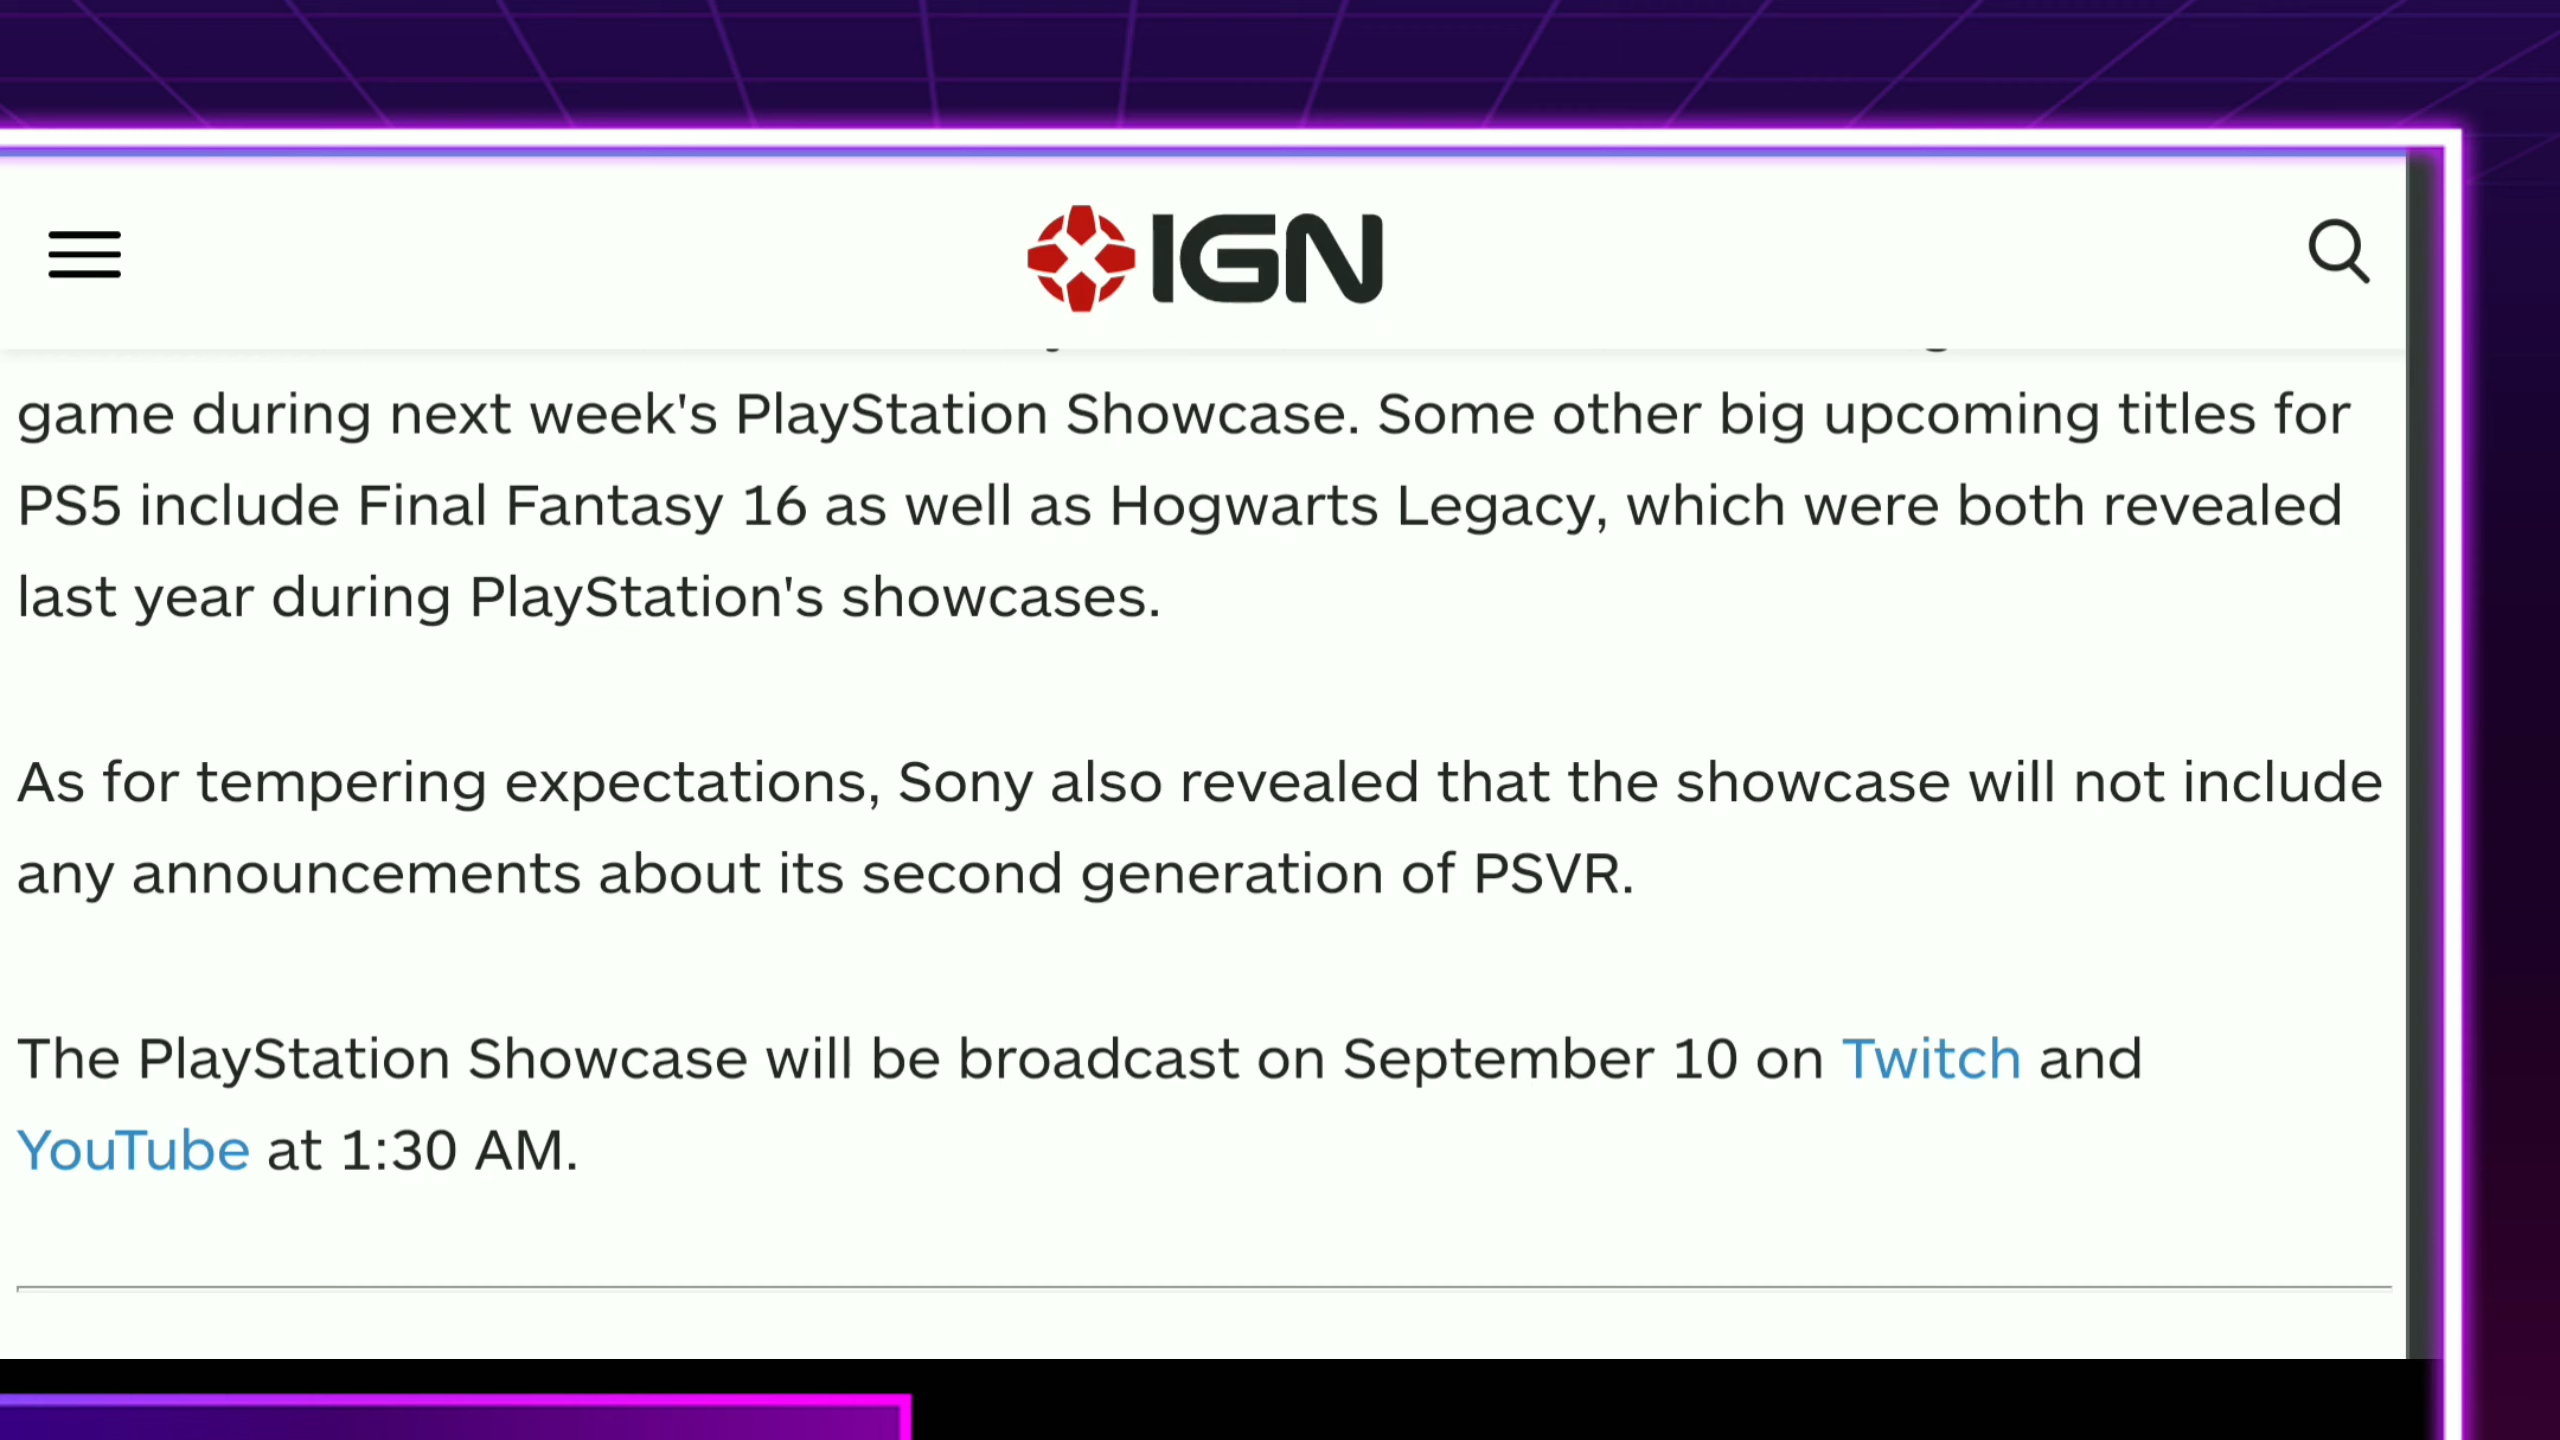 IGN
game during next week's PlayStation Showcase. Some other big upcoming titles for
PS5 include Final Fantasy 16 as well as Hogwarts Legacy, which were both revealed
last year during PlayStation's showcases.
As for tempering expectations, Sony also revealed that the showcase will not include
any announcements about its second generation of PSVR.
The PlayStation Showcase will be broadcast on September 10 on Twitch and
YouTube at 1:30 AM.